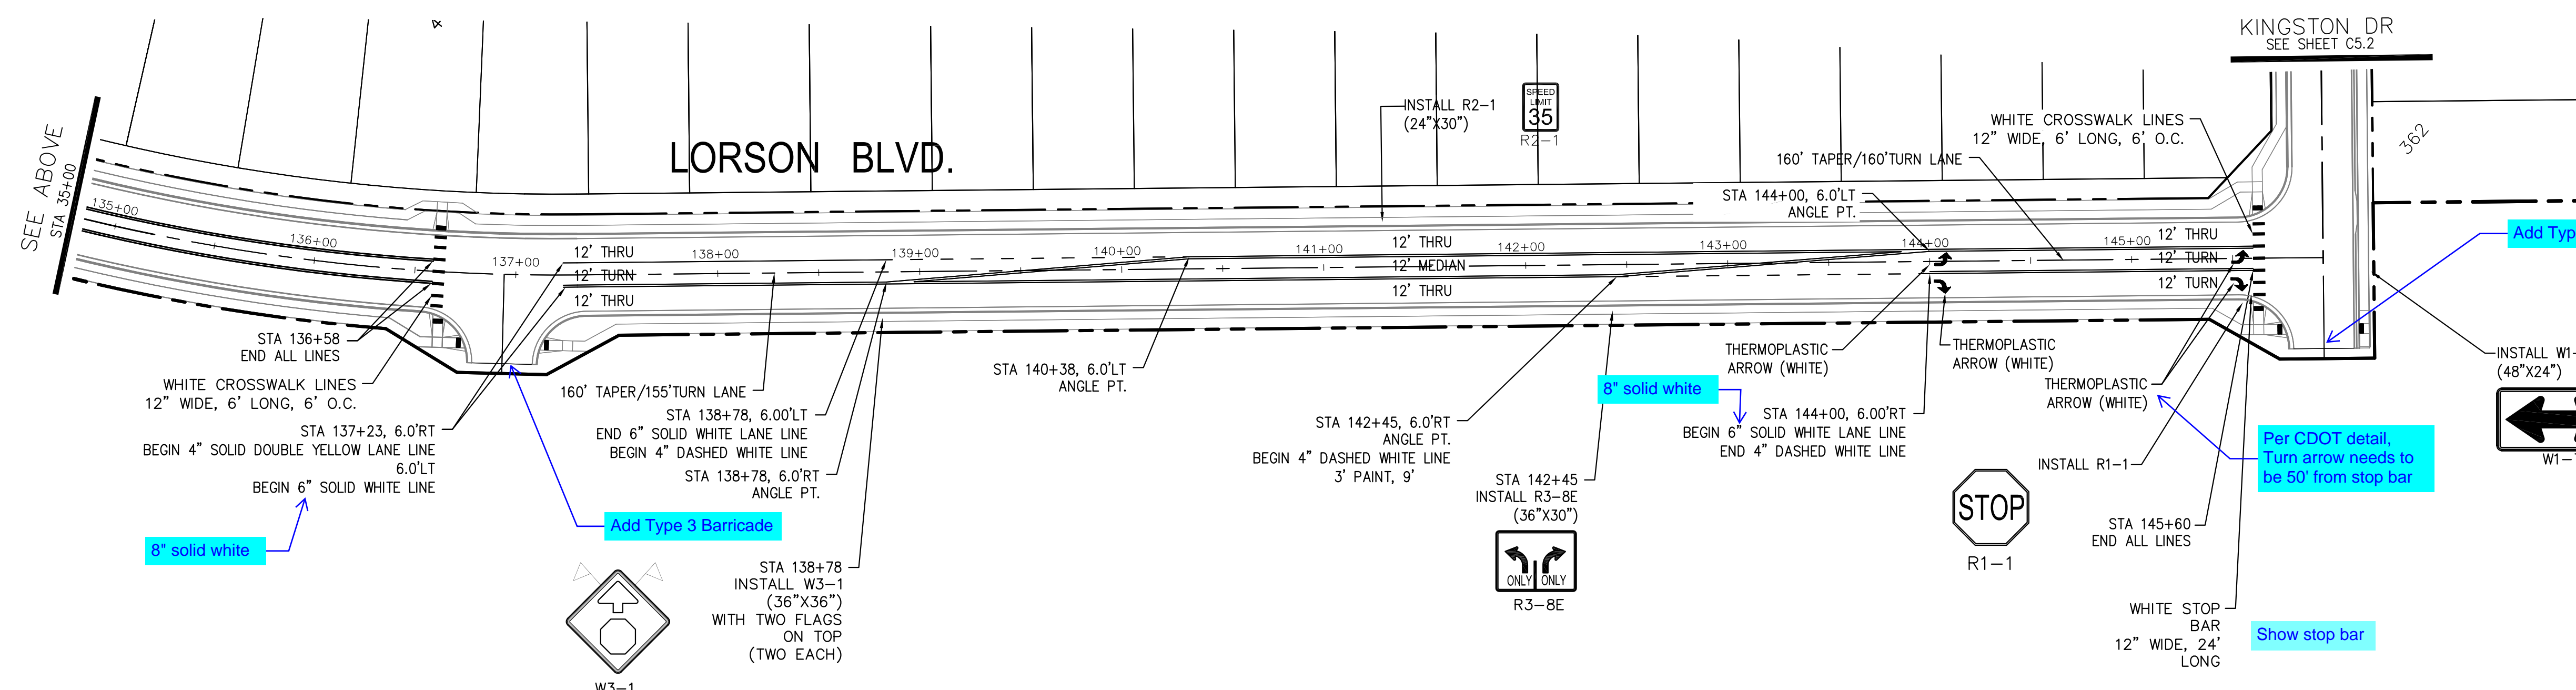 KINGSTON DR
SEE SHEET C5.2
SEE ABOVE
STA 35+00
LORSON BLVD.
INSTALL R2-1
(24"X30")
SPEED
LIMIT
35
R2-1
WHITE CROSSWALK LINES
12" WIDE, 6' LONG, 6' O.C.
160' TAPER/160'TURN LANE
STA 144+00, 6.0'LT
ANGLE PT.
362
135+00
136+00
137+00
138+00
139+00
140+00
141+00
142+00
143+00
144+00
145+00
12' THRU
12' TURN
12' THRU
12' THRU
12' MEDIAN
12' THRU
12' THRU
12' TURN
12' TURN
STA 136+58
END ALL LINES
WHITE CROSSWALK LINES
12" WIDE, 6' LONG, 6' O.C.
STA 137+23, 6.0'RT
BEGIN 4" SOLID DOUBLE YELLOW LANE LINE
6.0'LT
BEGIN 6" SOLID WHITE LINE
8" solid white
160' TAPER/155'TURN LANE
STA 138+78, 6.00'LT
END 6" SOLID WHITE LANE LINE
BEGIN 4" DASHED WHITE LINE
STA 138+78, 6.0'RT
ANGLE PT.
Add Type 3 Barricade
STA 138+78
INSTALL W3-1
(36"X36")
WITH TWO FLAGS
ON TOP
(TWO EACH)
W3-1
STA 140+38, 6.0'LT
ANGLE PT.
STA 142+45, 6.0'RT
ANGLE PT.
BEGIN 4" DASHED WHITE LINE
3' PAINT, 9'
STA 142+45
INSTALL R3-8E
(36"X30")
ONLY ONLY
R3-8E
THERMOPLASTIC
ARROW (WHITE)
8" solid white
STA 144+00, 6.00'RT
BEGIN 6" SOLID WHITE LANE LINE
END 4" DASHED WHITE LINE
THERMOPLASTIC
ARROW (WHITE)
THERMOPLASTIC
ARROW (WHITE)
INSTALL R1-1
STOP
R1-1
STA 145+60
END ALL LINES
WHITE STOP
BAR
12" WIDE, 24'
LONG
Show stop bar
Per CDOT detail,
Turn arrow needs to
be 50' from stop bar
Add Typ
INSTALL W1-
(48"X24")
W1-